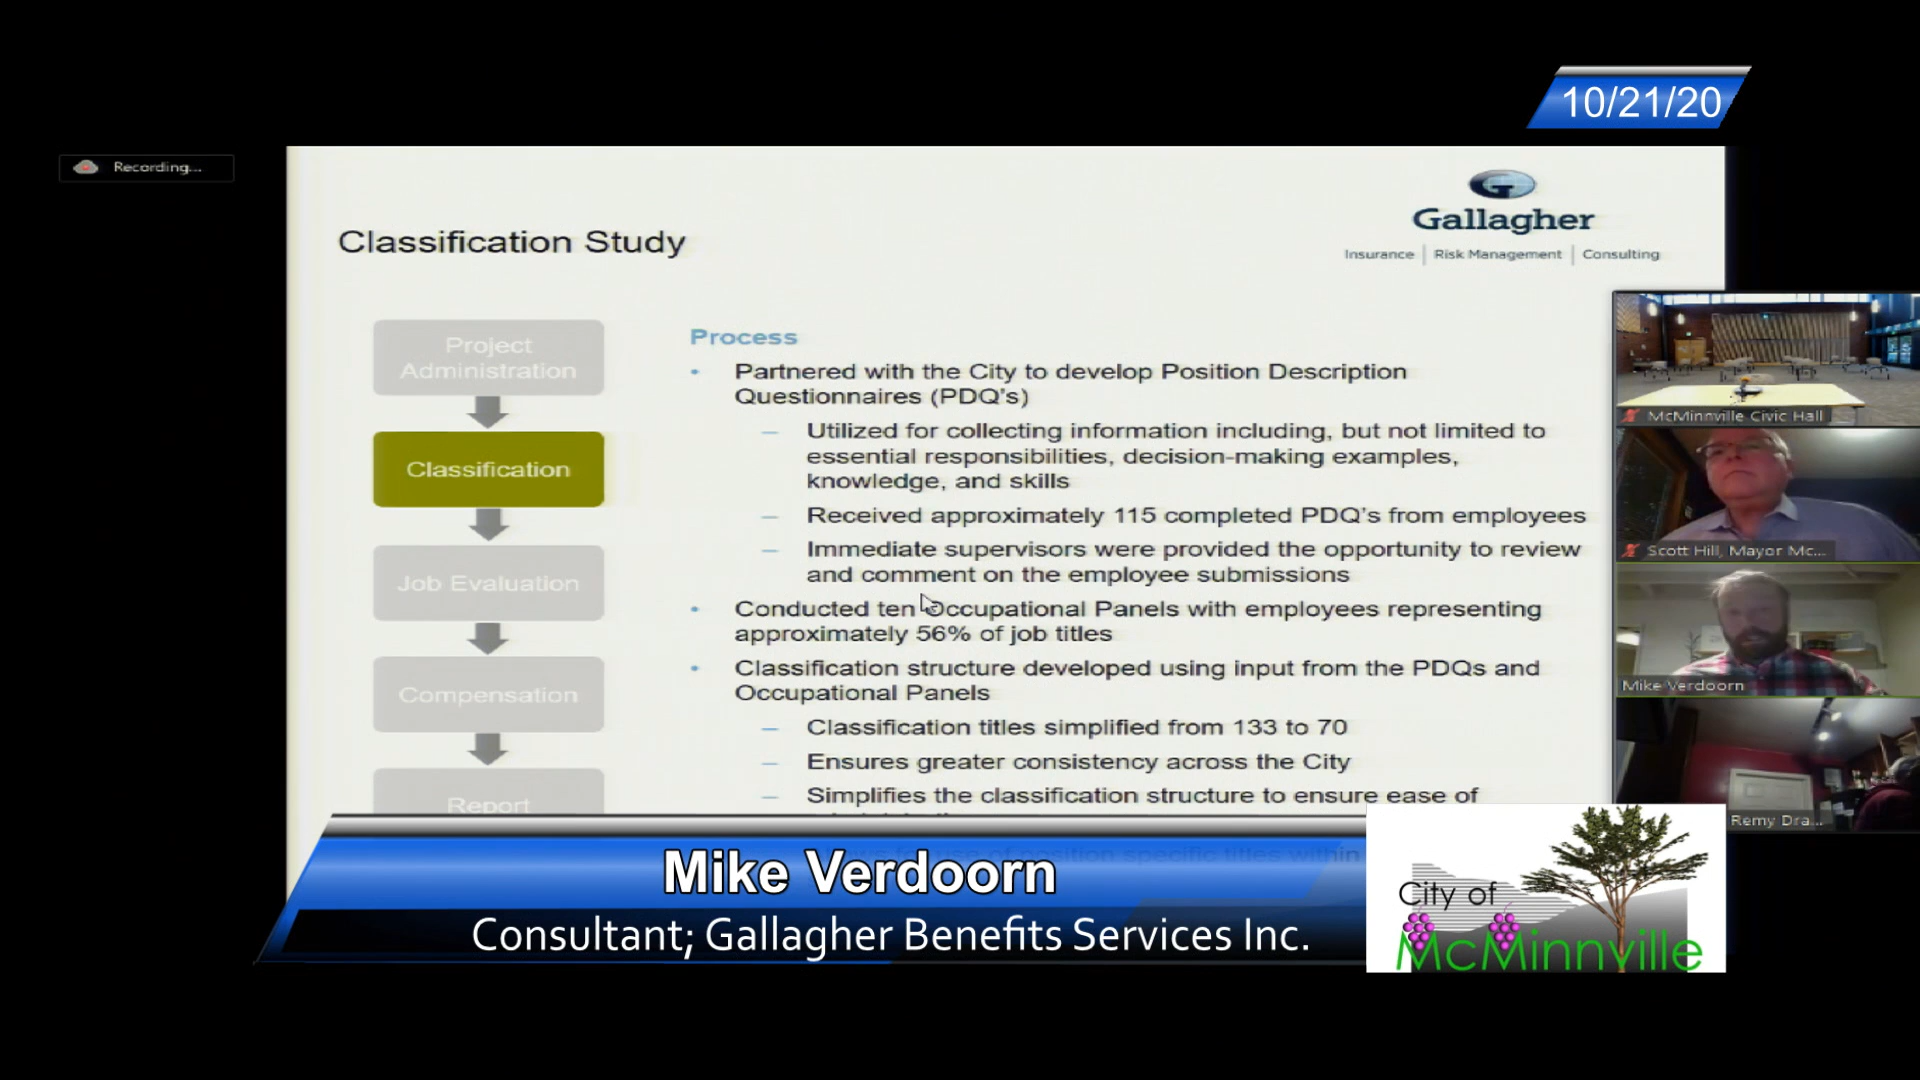 10/21/20
Recording...
Gallagher
Insurance | Risk Management | Consulting
Classification Study
Project
Administration
Classification
Job Evaluation
Compensation
Report
Process
• Partnered with the City to develop Position Description
Questionnaires (PDQ's)
– Utilized for collecting information including, but not limited to
essential responsibilities, decision-making examples,
knowledge, and skills
– Received approximately 115 completed PDQ's from employees
– Immediate supervisors were provided the opportunity to review
and comment on the employee submissions
• Conducted ten Occupational Panels with employees representing
approximately 56% of job titles
• Classification structure developed using input from the PDQs and
Occupational Panels
– Classification titles simplified from 133 to 70
– Ensures greater consistency across the City
– Simplifies the classification structure to ensure ease of
of position specific titles within
McMinnville Civic Hall
Scott Hill, Mayor Mc...
Mike Verdoorn
Remy Dra...
Mike Verdoorn
Consultant; Gallagher Benefits Services Inc.
City of
McMinnville